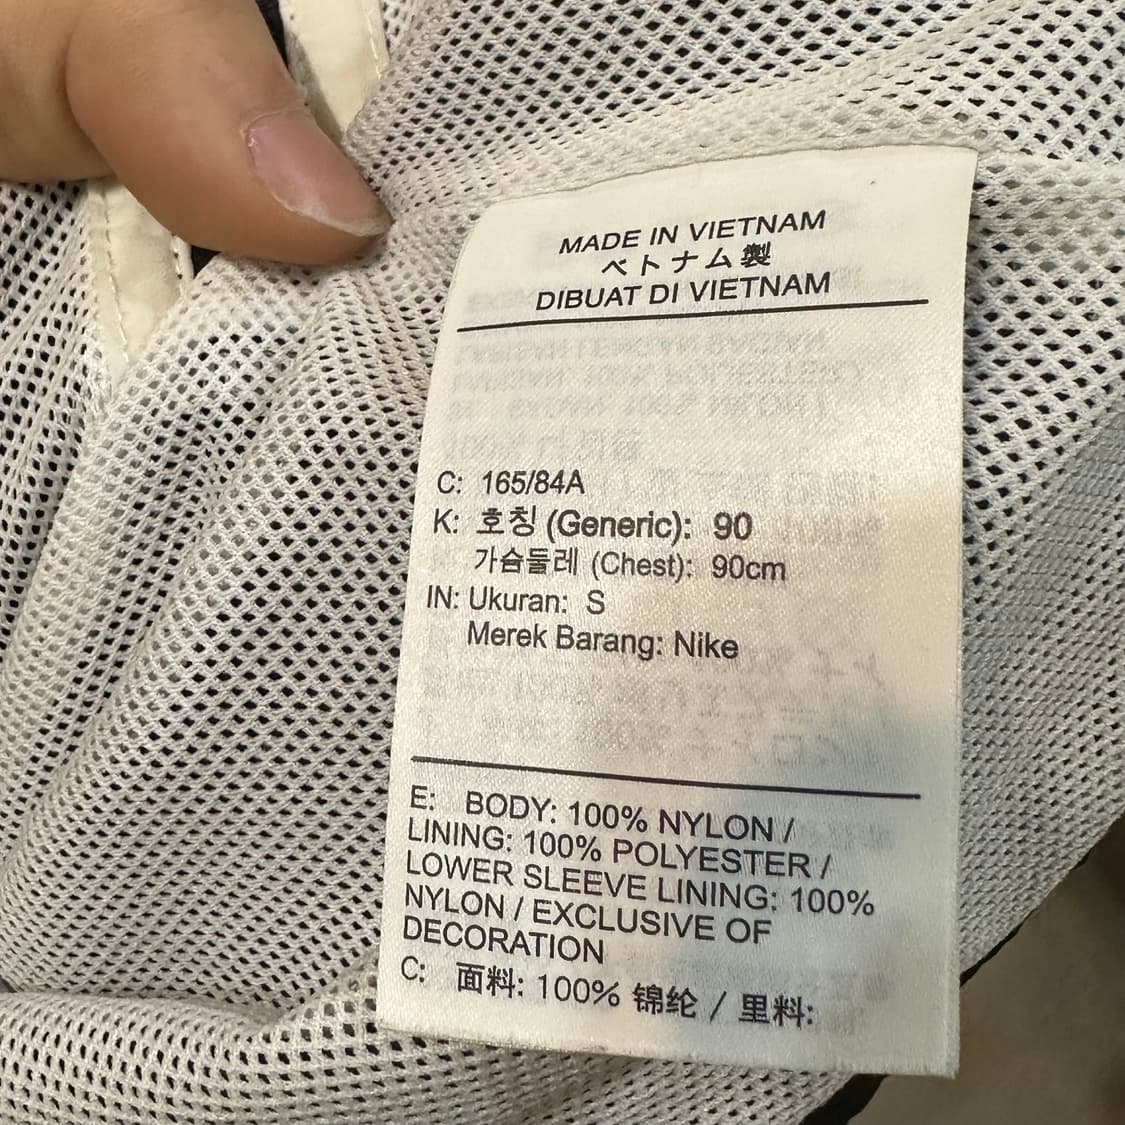 MADE IN VIETNAM
ベトナム製
DIBUAT DI VIETNAM
C: 165/84A
K: 호칭 (Generic): 90
가슴둘레 (Chest): 90cm
IN: Ukuran: S
Merek Barang: Nike
E: BODY: 100% NYLON /
LINING: 100% POLYESTER /
LOWER SLEEVE LINING: 100%
NYLON / EXCLUSIVE OF
DECORATION
C: 面料: 100% 锦纶 / 里料: